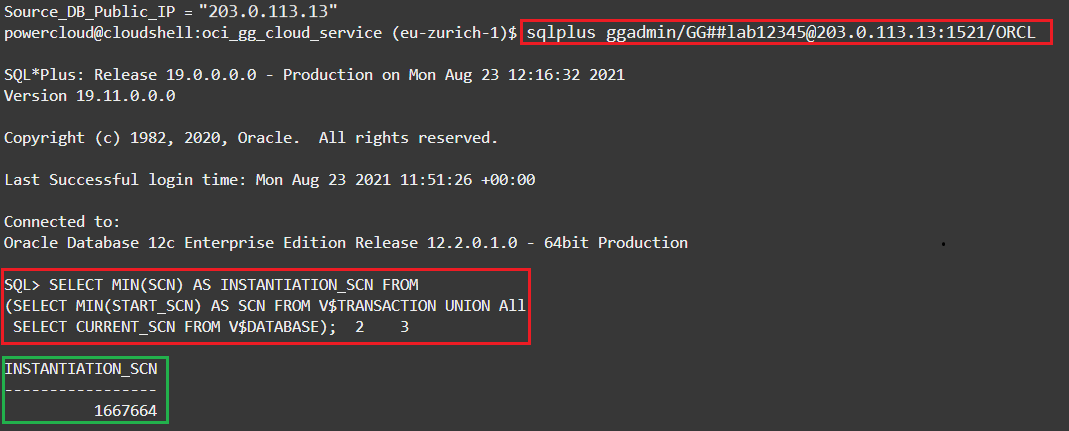 Source_DB_Public_IP = "203.0.113.13"
powercloud@cloudshell:oci_gg_cloud_service (eu-zurich-1)$ sqlplus ggadmin/GG##lab12345@203.0.113.13:1521/ORCL
SQL*Plus: Release 19.0.0.0.0 - Production on Mon Aug 23 12:16:32 2021
Version 19.11.0.0.0
Copyright (c) 1982, 2020, Oracle.  All rights reserved.
Last Successful login time: Mon Aug 23 2021 11:51:26 +00:00
Connected to:
Oracle Database 12c Enterprise Edition Release 12.2.0.1.0 - 64bit Production
SQL> SELECT MIN(SCN) AS INSTANTIATION_SCN FROM
(SELECT MIN(START_SCN) AS SCN FROM V$TRANSACTION UNION All
 SELECT CURRENT_SCN FROM V$DATABASE);  2    3
INSTANTIATION_SCN
-----------------
1667664